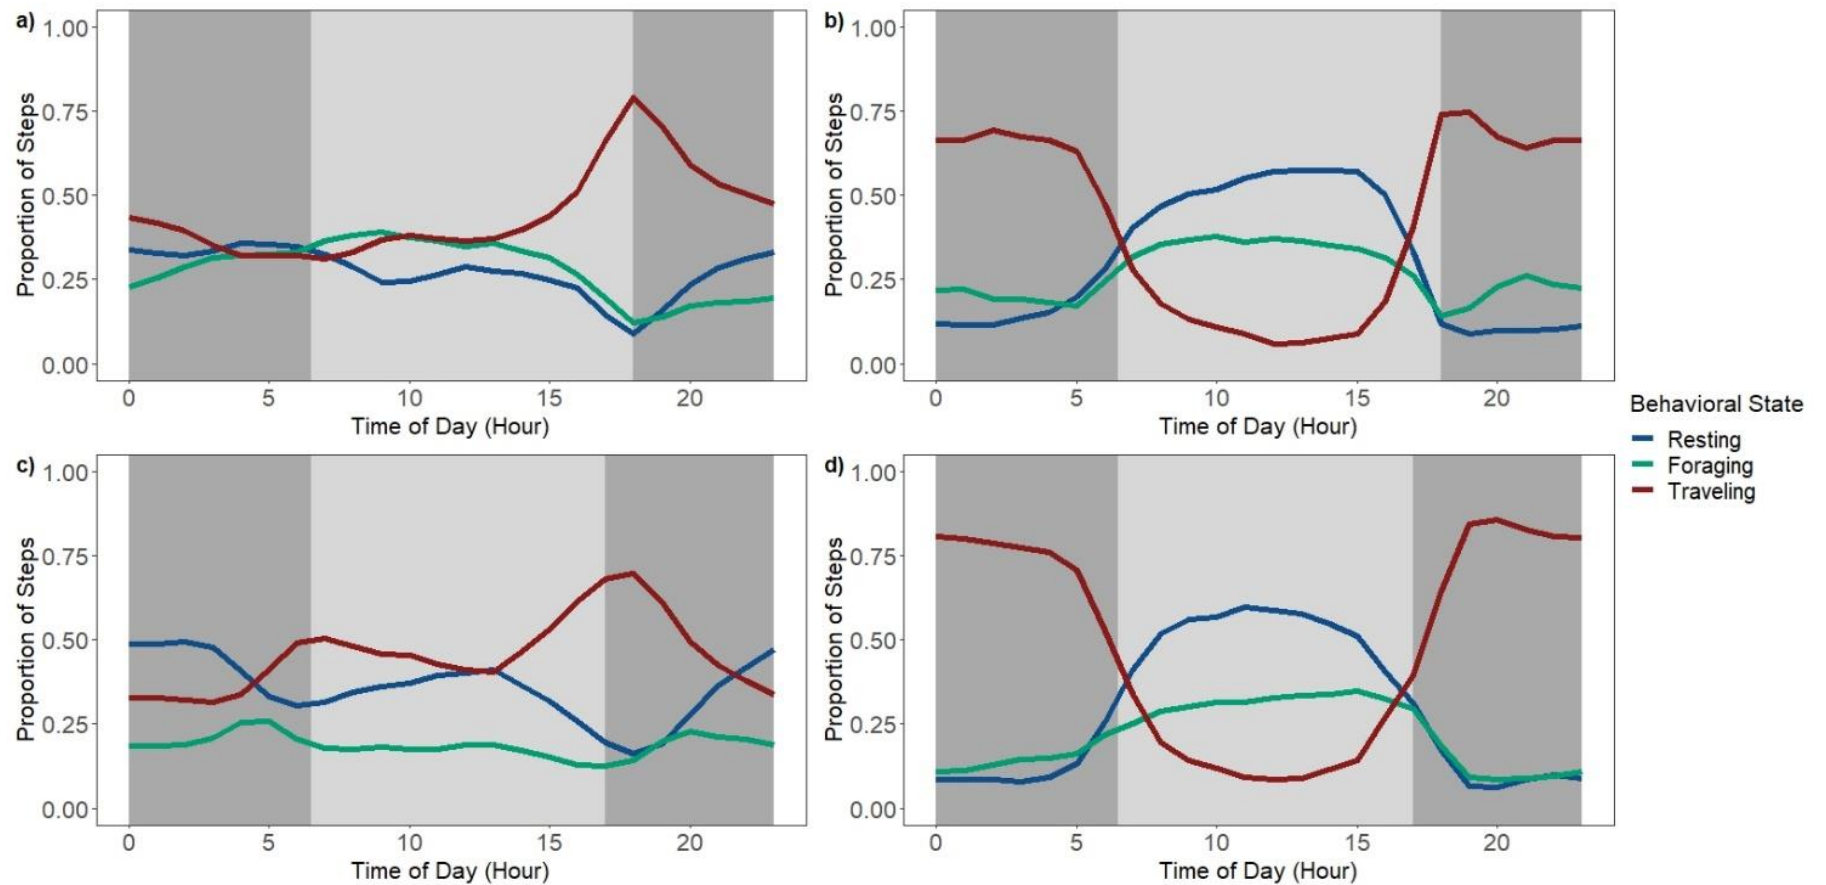 a)
1.00
0.75
0.50
0.25
0.00
Proportion of Steps
0 5 10 15 20
Time of Day (Hour)
b)
1.00
0.75
0.50
0.25
0.00
Proportion of Steps
0 5 10 15 20
Time of Day (Hour)
c)
1.00
0.75
0.50
0.25
0.00
Proportion of Steps
0 5 10 15 20
Time of Day (Hour)
d)
1.00
0.75
0.50
0.25
0.00
Proportion of Steps
0 5 10 15 20
Time of Day (Hour)
Behavioral State
Resting
Foraging
Traveling